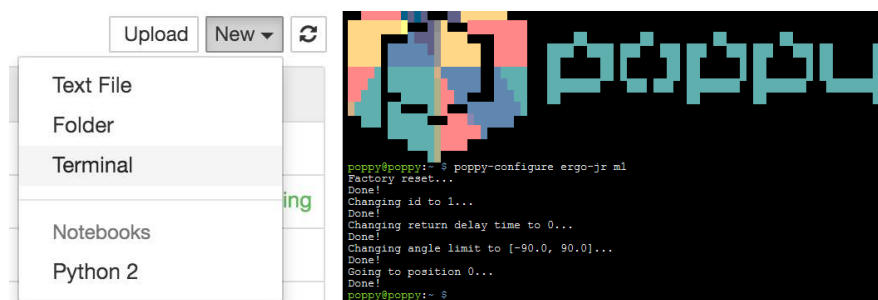 Upload New
Text File
Folder
Terminal
ing
Notebooks
Python 2
poppy
poppy@poppy:~ $ poppy-configure ergo-jr m1
Factory reset...
Done!
Changing id to 1...
Done!
Changing return delay time to 0...
Done!
Changing angle limit to [-90.0, 90.0]...
Done!
Going to position 0...
Done!
poppy@poppy:~ $